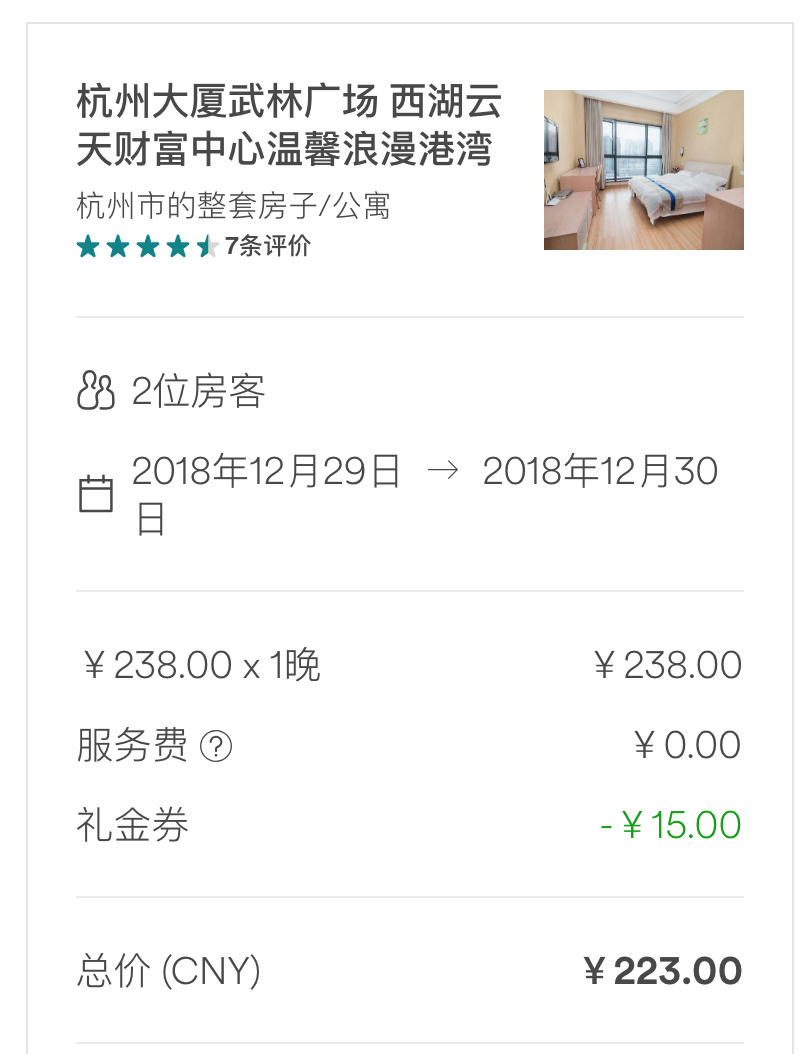 杭州大厦武林广场 西湖云
天财富中心温馨浪漫港湾
杭州市的整套房子/公寓
7条评价
2位房客
2018年12月29日 → 2018年12月30
日
￥238.00 x 1晚 ￥238.00
服务费 ? ￥0.00
礼金券 -￥15.00
总价 (CNY) ￥223.00